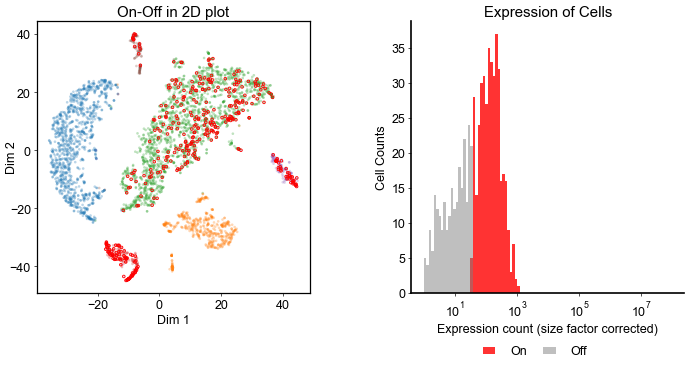 On-Off in 2D plot
Expression of Cells
40
20
0
−20
−40
Dim 2
−20
0
20
40
Dim 1
35
30
25
20
15
10
5
0
Cell Counts
10^1
10^3
10^5
10^7
Expression count (size factor corrected)
On
Off